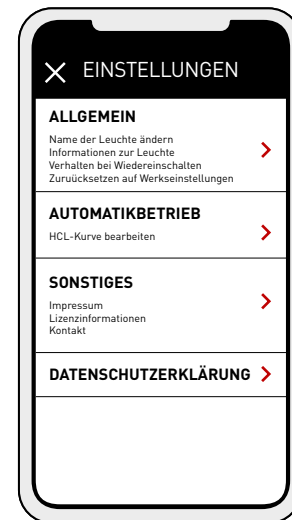 EINSTELLUNGEN
ALLGEMEIN
Name der Leuchte ändern
Informationen zur Leuchte
Verhalten bei Wiedereinschalten
Zuruücksetzen auf Werkseinstellungen
AUTOMATIKBETRIEB
HCL-Kurve bearbeiten
SONSTIGES
Impressum
Lizenzinformationen
Kontakt
DATENSCHUTZERKLÄRUNG